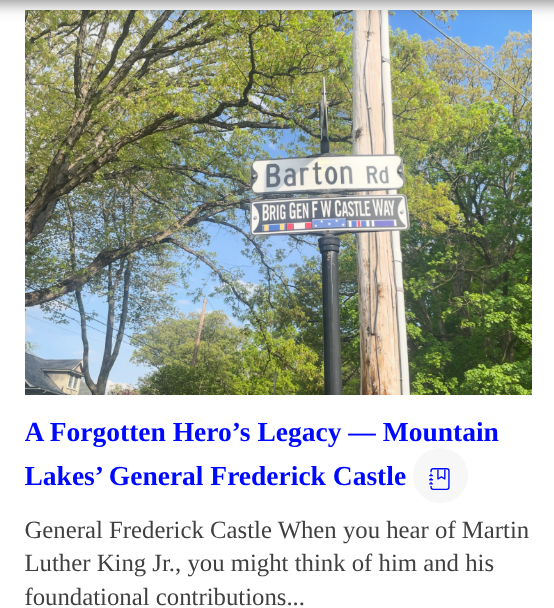 Barton Rd
BRIG GEN F W CASTLE WAY
A Forgotten Hero’s Legacy — Mountain
Lakes’ General Frederick Castle
General Frederick Castle When you hear of Martin
Luther King Jr., you might think of him and his
foundational contributions...